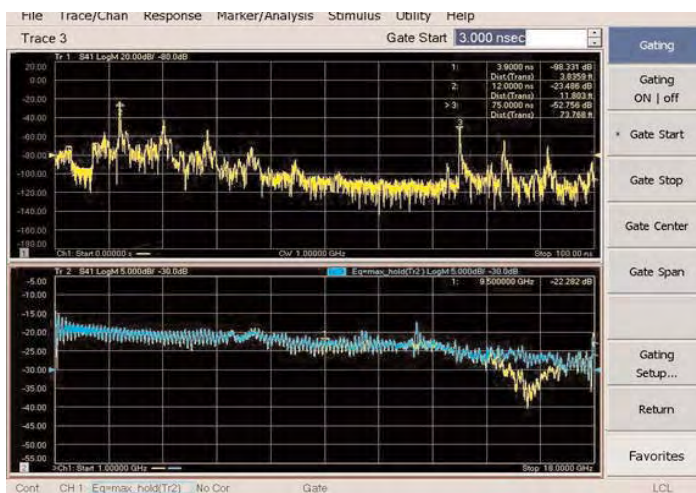 File Trace/Chan Response Marker/Analysis Stimulus Utility Help
Trace 3
Gate Start 3.000 nsec
Gating
Gating
ON | off
Gate Start
Gate Stop
Gate Center
Gate Span
Gating
Setup...
Return
Favorites
Tr 1 S41 LogM 20.00dB/ -80.0dB
20.00
0.00
-20.00
-40.00
-60.00
-80.00
-100.00
-120.00
-140.00
-160.00
-180.00
1: 3.9000 ns -98.331 dB
Dist(Trans) 3.8359 ft
2: 12.0000 ns -23.486 dB
Dist(Trans) 11.803 ft
> 3: 75.0000 ns -52.756 dB
Dist(Trans) 73.768 ft
3
1
Ch1: Start 0.00000 s
CW 1.00000 GHz
Stop 100.00 ns
Tr 2 S41 LogM 5.000dB/ -30.0dB
Eq=max_hold(Tr2) LogM 5.000dB/ -30.0dB
-5.00
-10.00
-15.00
-20.00
-25.00
-30.00
-35.00
-40.00
-45.00
-50.00
-55.00
1: 9.500000 GHz -22.282 dB
2
>Ch1: Start 1.00000 GHz
Stop 18.0000 GHz
Cont CH 1: Eq=max_hold(Tr2) No Cor Gate LCL